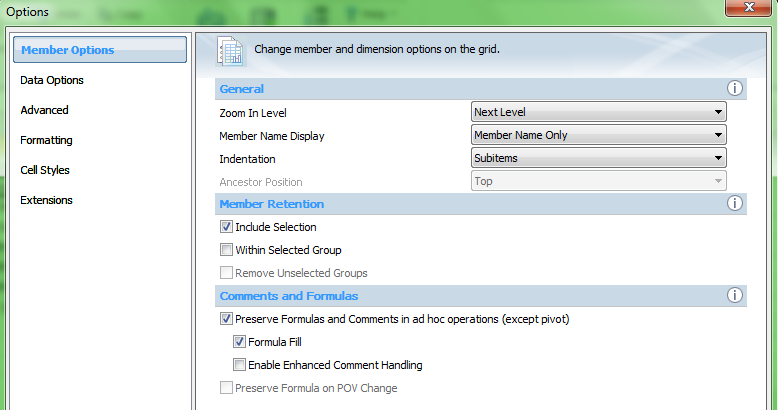 Options
Member Options
Data Options
Advanced
Formatting
Cell Styles
Extensions
Change member and dimension options on the grid.
General
Zoom In Level
Next Level
Member Name Display
Member Name Only
Indentation
Subitems
Ancestor Position
Top
Member Retention
Include Selection
Within Selected Group
Remove Unselected Groups
Comments and Formulas
Preserve Formulas and Comments in ad hoc operations (except pivot)
Formula Fill
Enable Enhanced Comment Handling
Preserve Formula on POV Change